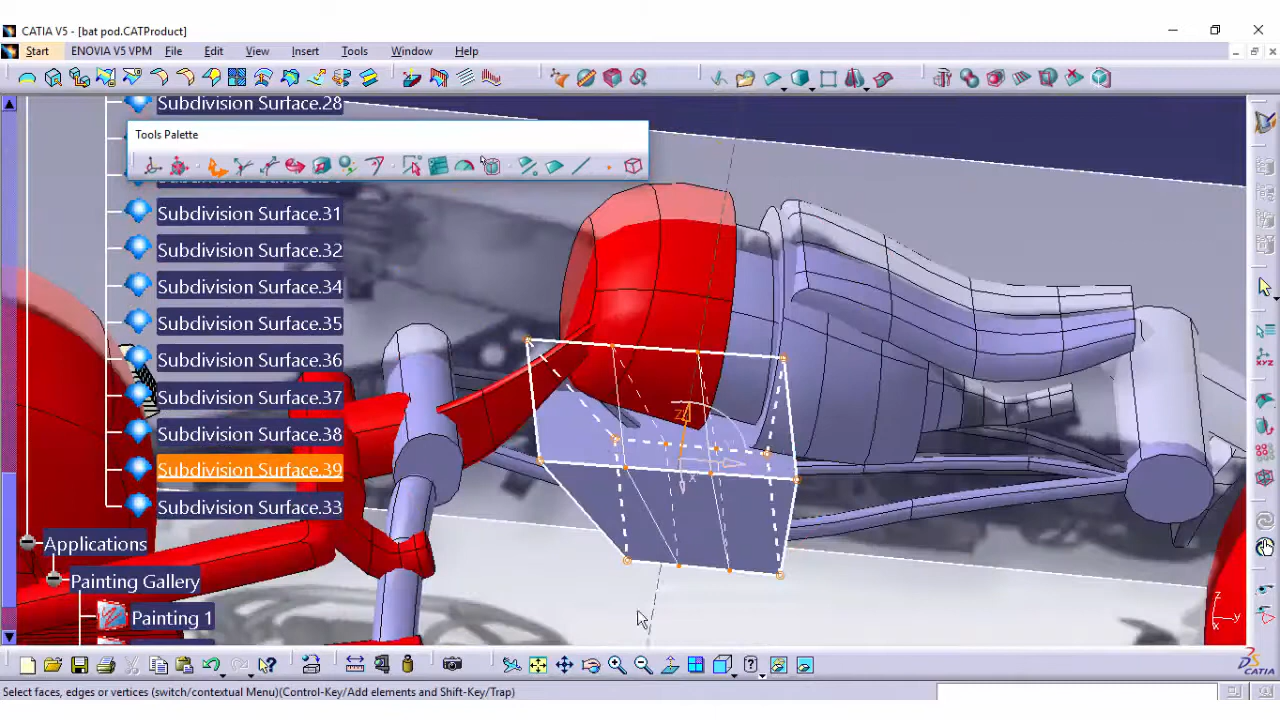 CATIA V5 - [bat pod.CATProduct]
Start ENOVIA V5 VPM File Edit View Insert Tools Window Help
Subdivision Surface.28
Tools Palette
Subdivision Surface.31
Subdivision Surface.32
Subdivision Surface.34
Subdivision Surface.35
Subdivision Surface.36
Subdivision Surface.37
Subdivision Surface.38
Subdivision Surface.39
Subdivision Surface.33
Applications
Painting Gallery
Painting 1
Z
X
XYZ
z
y
x
CATIA
Select faces, edges or vertices (switch/contextual Menu)(Control-Key/Add elements and Shift-Key/Trap)